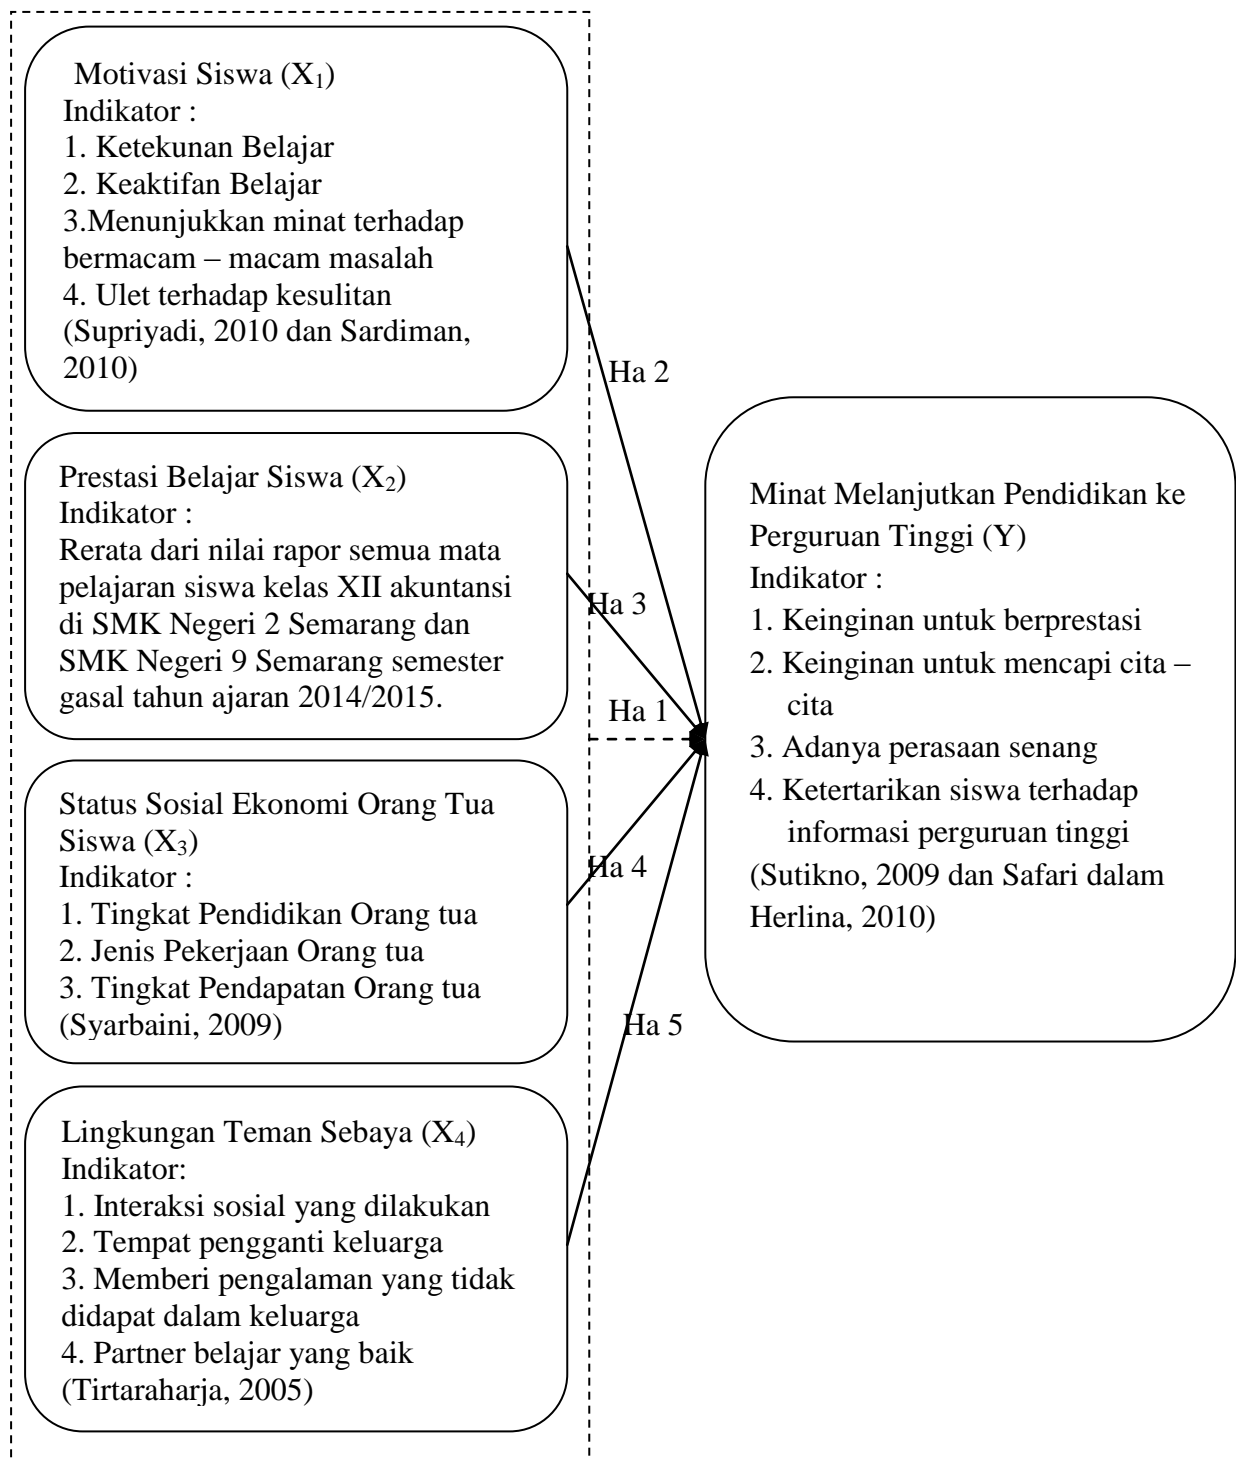 Motivasi Siswa (X₁)
Indikator :
1. Ketekunan Belajar
2. Keaktifan Belajar
3.Menunjukkan minat terhadap
bermacam – macam masalah
4. Ulet terhadap kesulitan
(Supriyadi, 2010 dan Sardiman,
2010)
Ha 2
Prestasi Belajar Siswa (X₂)
Indikator :
Rerata dari nilai rapor semua mata
pelajaran siswa kelas XII akuntansi
di SMK Negeri 2 Semarang dan
SMK Negeri 9 Semarang semester
gasal tahun ajaran 2014/2015.
Ha 3
Ha 1
Status Sosial Ekonomi Orang Tua
Siswa (X₃)
Indikator :
1. Tingkat Pendidikan Orang tua
2. Jenis Pekerjaan Orang tua
3. Tingkat Pendapatan Orang tua
(Syarbaini, 2009)
Ha 4
Ha 5
Lingkungan Teman Sebaya (X₄)
Indikator:
1. Interaksi sosial yang dilakukan
2. Tempat pengganti keluarga
3. Memberi pengalaman yang tidak
didapat dalam keluarga
4. Partner belajar yang baik
(Tirtaraharja, 2005)
Minat Melanjutkan Pendidikan ke
Perguruan Tinggi (Y)
Indikator :
1. Keinginan untuk berprestasi
2. Keinginan untuk mencapi cita –
cita
3. Adanya perasaan senang
4. Ketertarikan siswa terhadap
informasi perguruan tinggi
(Sutikno, 2009 dan Safari dalam
Herlina, 2010)